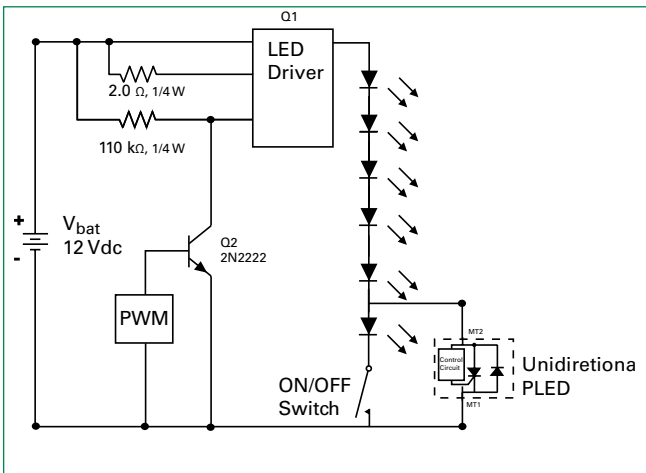 Q1
LED
Driver
2.0 Ω, 1/4 W
110 kΩ, 1/4 W
+
Vbat
12 Vdc
-
Q2
2N2222
PWM
ON/OFF
Switch
MT2
Control
Circuit
MT1
Unidiretiona
PLED